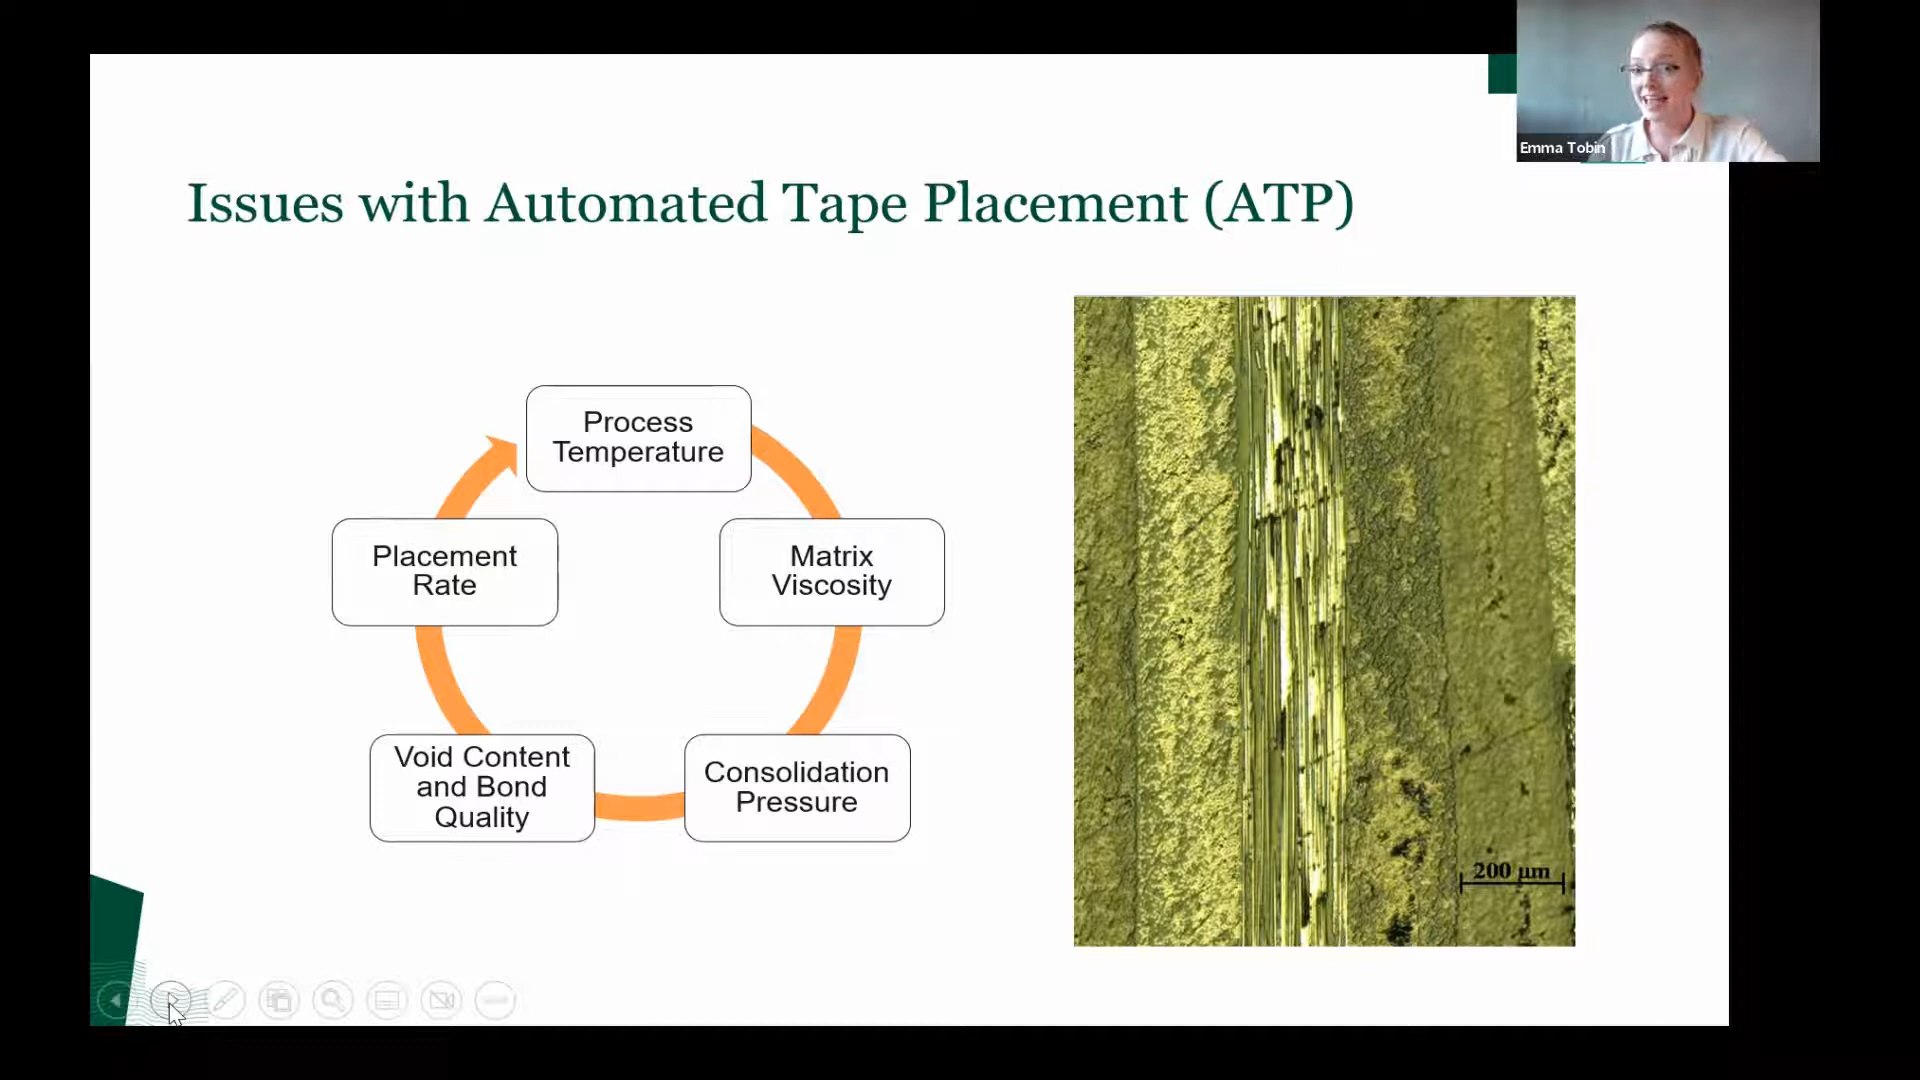 Emma Tobin
Issues with Automated Tape Placement (ATP)
Process
Temperature
Placement
Rate
Matrix
Viscosity
Void Content
and Bond
Quality
Consolidation
Pressure
200 µm